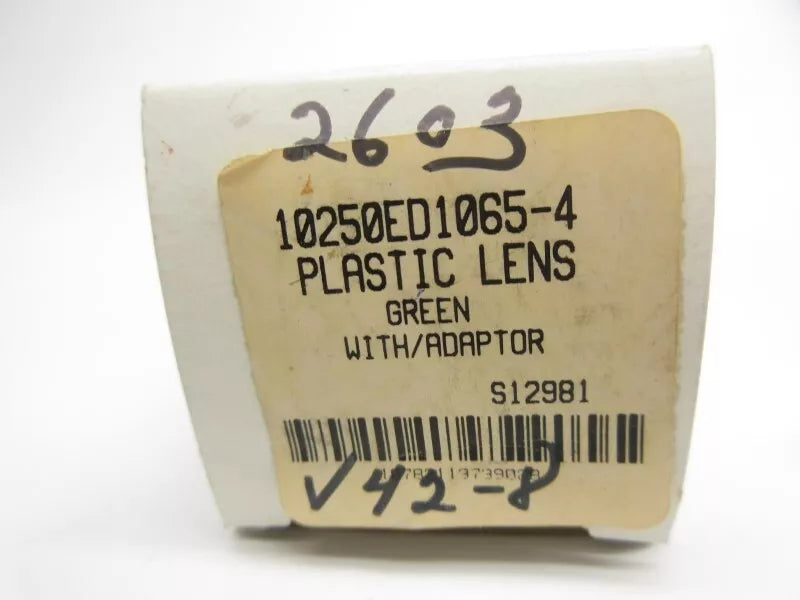 2603
10250ED1065-4
PLASTIC LENS
GREEN
WITH/ADAPTOR
S12981
V42-8